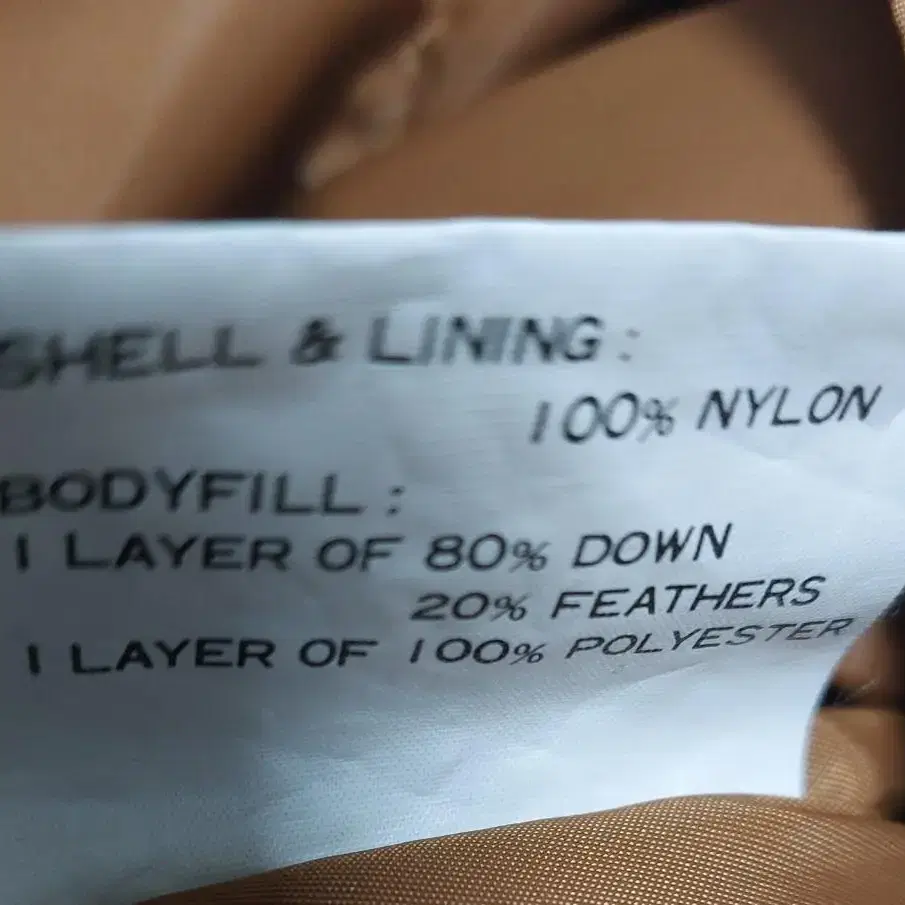 SHELL & LINING :
100% NYLON
BODYFILL :
1 LAYER OF 80% DOWN
20% FEATHERS
1 LAYER OF 100% POLYESTER